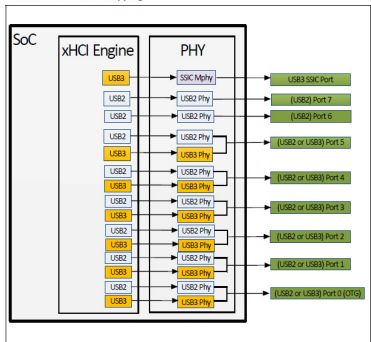 SoC
xHCI Engine PHY
USB3 SSIC Mphy USB3 SSIC Port
USB2 USB2 Phy (USB2) Port 7
USB2 USB2 Phy (USB2) Port 6
USB2 USB2 Phy
(USB2 or USB3) Port 5
USB3 USB3 Phy
USB2 USB2 Phy
(USB2 or USB3) Port 4
USB3 USB3 Phy
USB2 USB2 Phy
(USB2 or USB3) Port 3
USB3 USB3 Phy
USB2 USB2 Phy
(USB2 or USB3) Port 2
USB3 USB3 Phy
USB2 USB2 Phy
(USB2 or USB3) Port 1
USB3 USB3 Phy
USB2 USB2 Phy
(USB2 or USB3) Port 0 (OTG)
USB3 USB3 Phy